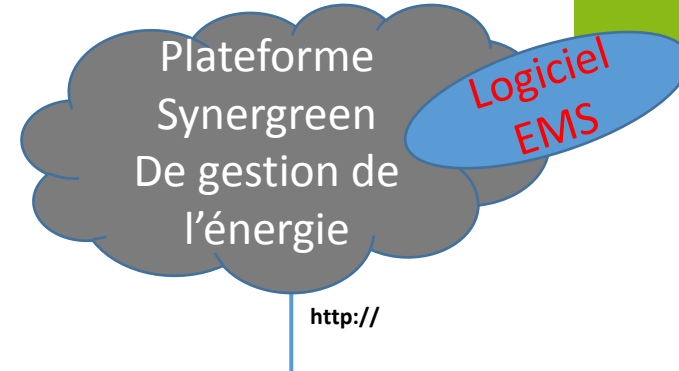 Plateforme
Synergreen
De gestion de
l’énergie
Logiciel
EMS
http://